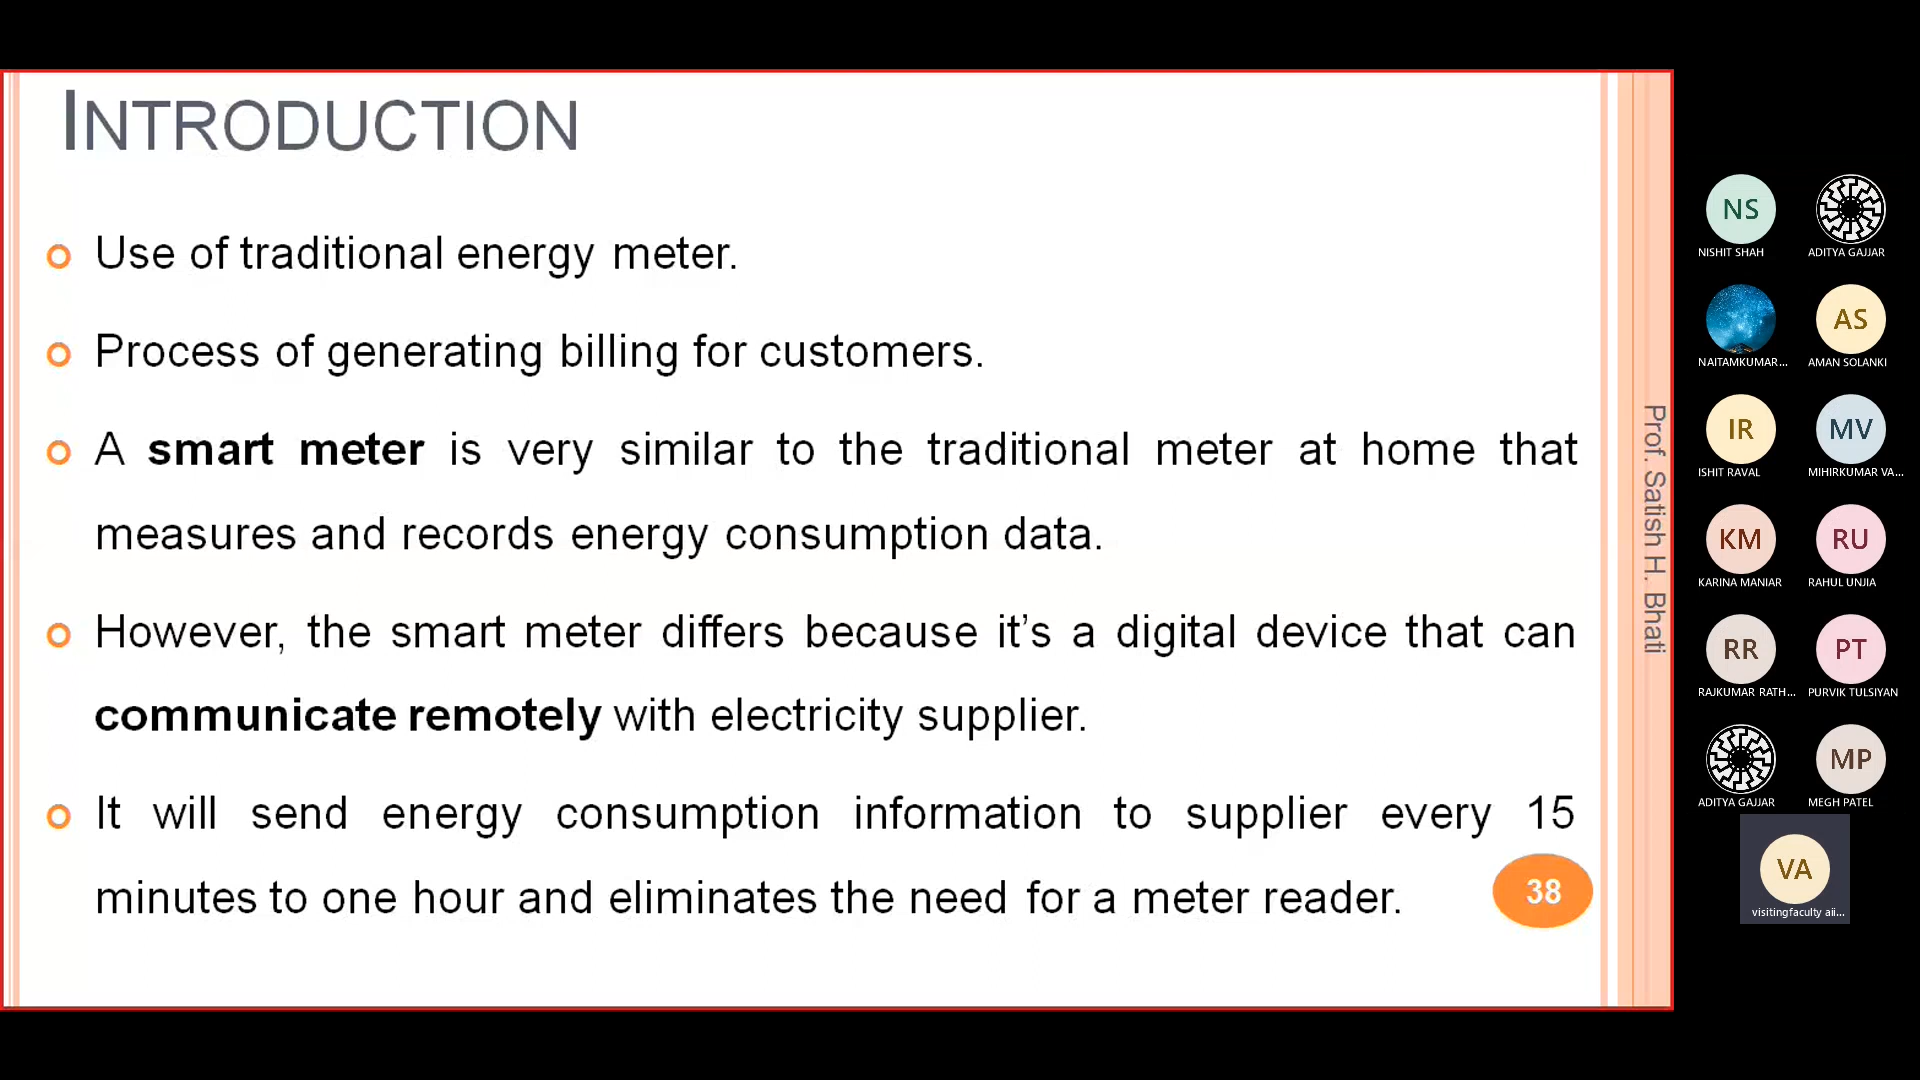 INTRODUCTION
Use of traditional energy meter.
Process of generating billing for customers.
A smart meter is very similar to the traditional meter at home that
measures and records energy consumption data.
However, the smart meter differs because it’s a digital device that can
communicate remotely with electricity supplier.
It will send energy consumption information to supplier every 15
minutes to one hour and eliminates the need for a meter reader.
38
Prof. Satish H. Bhati
NS
NISHIT SHAH
ADITYA GAJJAR
NAITAMKUMAR...
AS
AMAN SOLANKI
IR
ISHIT RAVAL
MV
MIHIRKUMAR VA...
KM
KARINA MANIAR
RU
RAHUL UNJIA
RR
RAJKUMAR RATH...
PT
PURVIK TULSIYAN
ADITYA GAJJAR
MP
MEGH PATEL
VA
visitingfaculty aii...